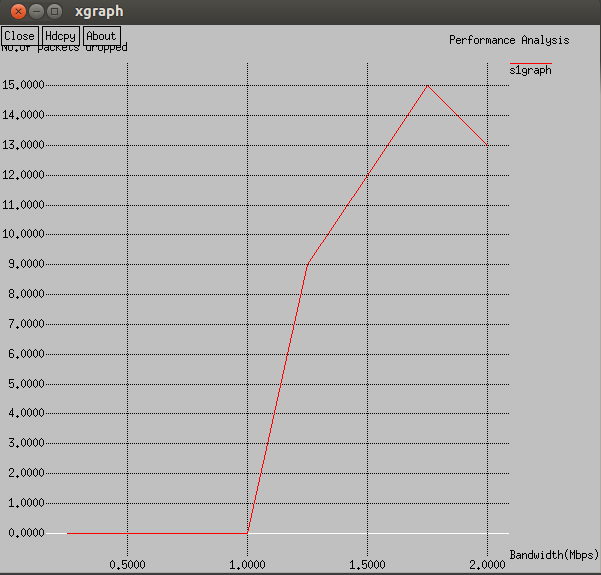 xgraph
Close Hdcpy About
No.of packets dropped
Performance Analysis
s1graph
15.0000
14.0000
13.0000
12.0000
11.0000
10.0000
9.0000
8.0000
7.0000
6.0000
5.0000
4.0000
3.0000
2.0000
1.0000
0.0000
Bandwidth(Mbps)
0.5000 1.0000 1.5000 2.0000